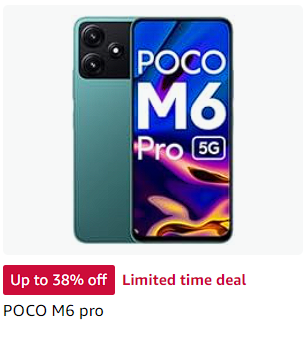 POCO
M6
Pro 5G
Up to 38% off Limited time deal
POCO M6 pro